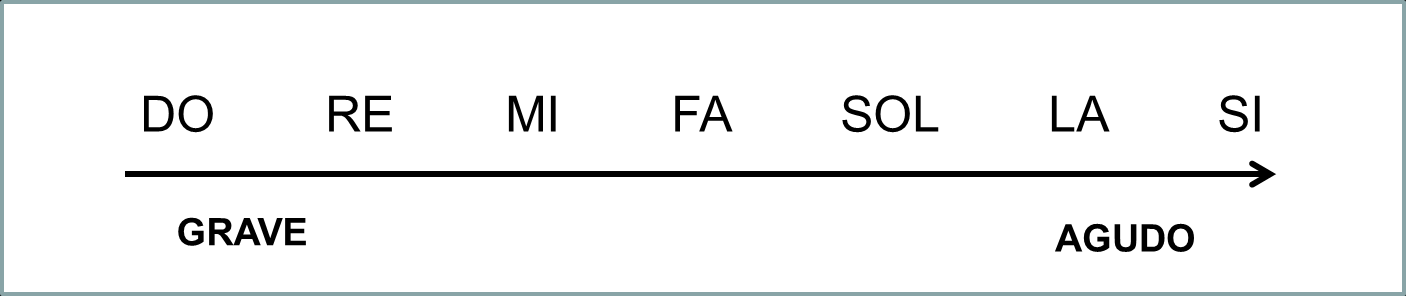 DO RE MI FA SOL LA SI
GRAVE AGUDO